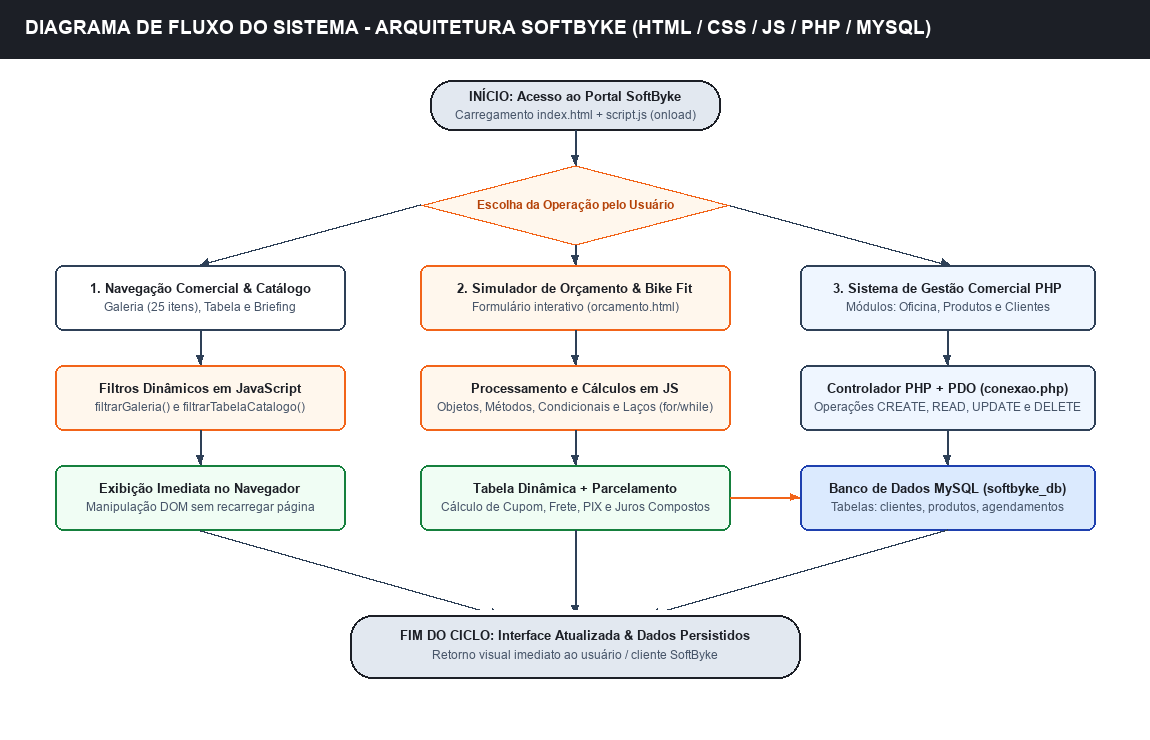 DIAGRAMA DE FLUXO DO SISTEMA - ARQUITETURA SOFTBYKE (HTML / CSS / JS / PHP / MYSQL)
INÍCIO: Acesso ao Portal SoftByke
Carregamento index.html + script.js (onload)
Escolha da Operação pelo Usuário
1. Navegação Comercial & Catálogo
Galeria (25 itens), Tabela e Briefing
2. Simulador de Orçamento & Bike Fit
Formulário interativo (orcamento.html)
3. Sistema de Gestão Comercial PHP
Módulos: Oficina, Produtos e Clientes
Filtros Dinâmicos em JavaScript
filtrarGaleria() e filtrarTabelaCatalogo()
Processamento e Cálculos em JS
Objetos, Métodos, Condicionais e Laços (for/while)
Controlador PHP + PDO (conexao.php)
Operações CREATE, READ, UPDATE e DELETE
Exibição Imediata no Navegador
Manipulação DOM sem recarregar página
Tabela Dinâmica + Parcelamento
Cálculo de Cupom, Frete, PIX e Juros Compostos
Banco de Dados MySQL (softbyke_db)
Tabelas: clientes, produtos, agendamentos
FIM DO CICLO: Interface Atualizada & Dados Persistidos
Retorno visual imediato ao usuário / cliente SoftByke